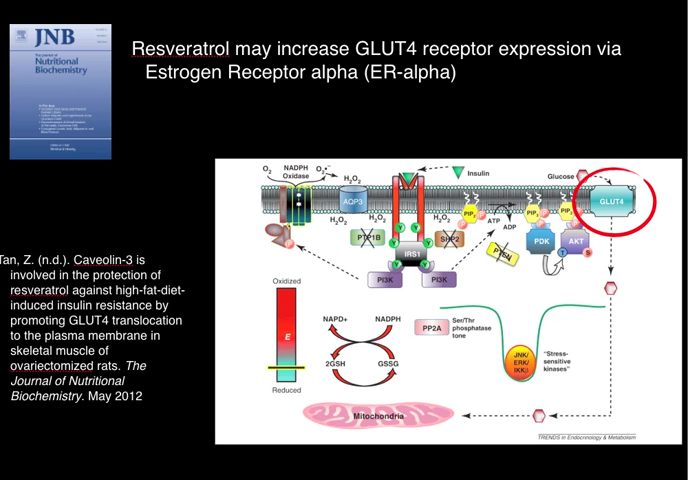 JNB
The Journal of
Nutritional
Biochemistry
Resveratrol may increase GLUT4 receptor expression via
Estrogen Receptor alpha (ER-alpha)
Tan, Z. (n.d.). Caveolin-3 is
involved in the protection of
resveratrol against high-fat-diet-
induced insulin resistance by
promoting GLUT4 translocation
to the plasma membrane in
skeletal muscle of
ovariectomized rats. The
Journal of Nutritional
Biochemistry. May 2012
O2
NADPH
Oxidase
O2•−
H2O2
Insulin
Glucose
AQP3
GLUT4
H2O2
H2O2
H2O2
PIP2
ATP
ADP
PTP1B
Y
Y
SHP2
IRS1
Y
Y
PI3K
PI3K
PTEN
PDK
AKT
T
S
Oxidized
E
Reduced
NAPD+
NADPH
2GSH
GSSG
PP2A
Ser/Thr
phosphatase
tone
JNK/
ERK/
IKKβ
"Stress-
sensitive
kinases"
Mitochondria
TRENDS in Endocrinology & Metabolism